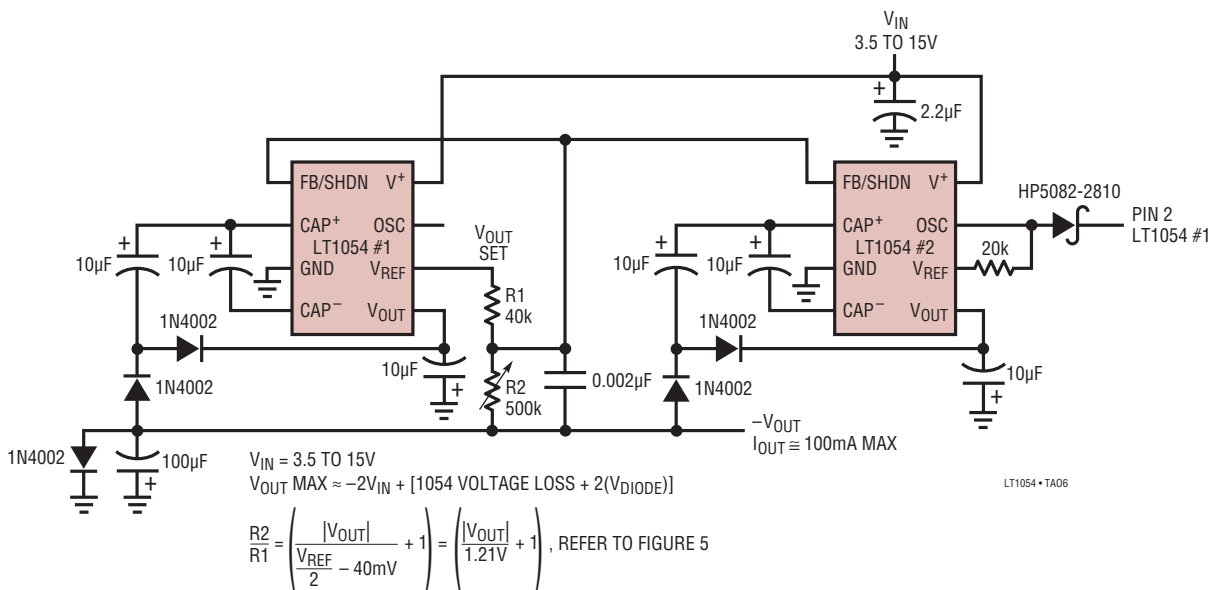 VIN
3.5 TO 15V
+
2.2µF
FB/SHDN V+
CAP+ OSC
LT1054 #1
GND VREF
CAP− VOUT
+
10µF
+
10µF
VOUT
SET
R1
40k
R2
500k
0.002µF
1N4002
1N4002
10µF
+
1N4002
100µF
+
FB/SHDN V+
CAP+ OSC
LT1054 #2
GND VREF
CAP− VOUT
HP5082-2810
PIN 2
LT1054 #1
20k
+
10µF
+
10µF
1N4002
1N4002
10µF
+
−VOUT
IOUT ≅ 100mA MAX
VIN = 3.5 TO 15V
VOUT MAX ≈ −2VIN + [1054 VOLTAGE LOSS + 2(VDIODE)]
R2/R1 = (|VOUT|/(VREF/2 − 40mV) + 1) = (|VOUT|/1.21V + 1), REFER TO FIGURE 5
LT1054 • TA06